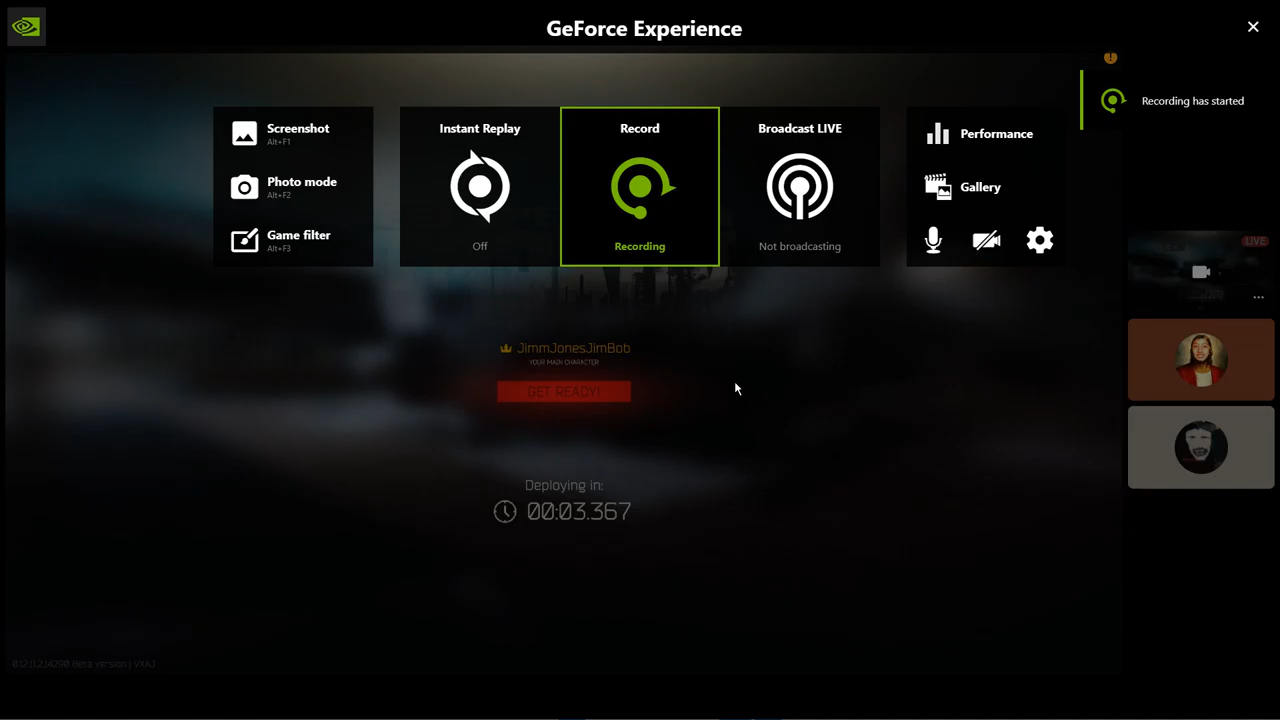 GeForce Experience
Recording has started
Screenshot
Alt+F1
Photo mode
Alt+F2
Game filter
Alt+F3
Instant Replay
Off
Record
Recording
Broadcast LIVE
Not broadcasting
Performance
Gallery
LIVE
JimmJonesJimBob
YOUR MAIN CHARACTER
GET READY!
Deploying in:
00:03.367